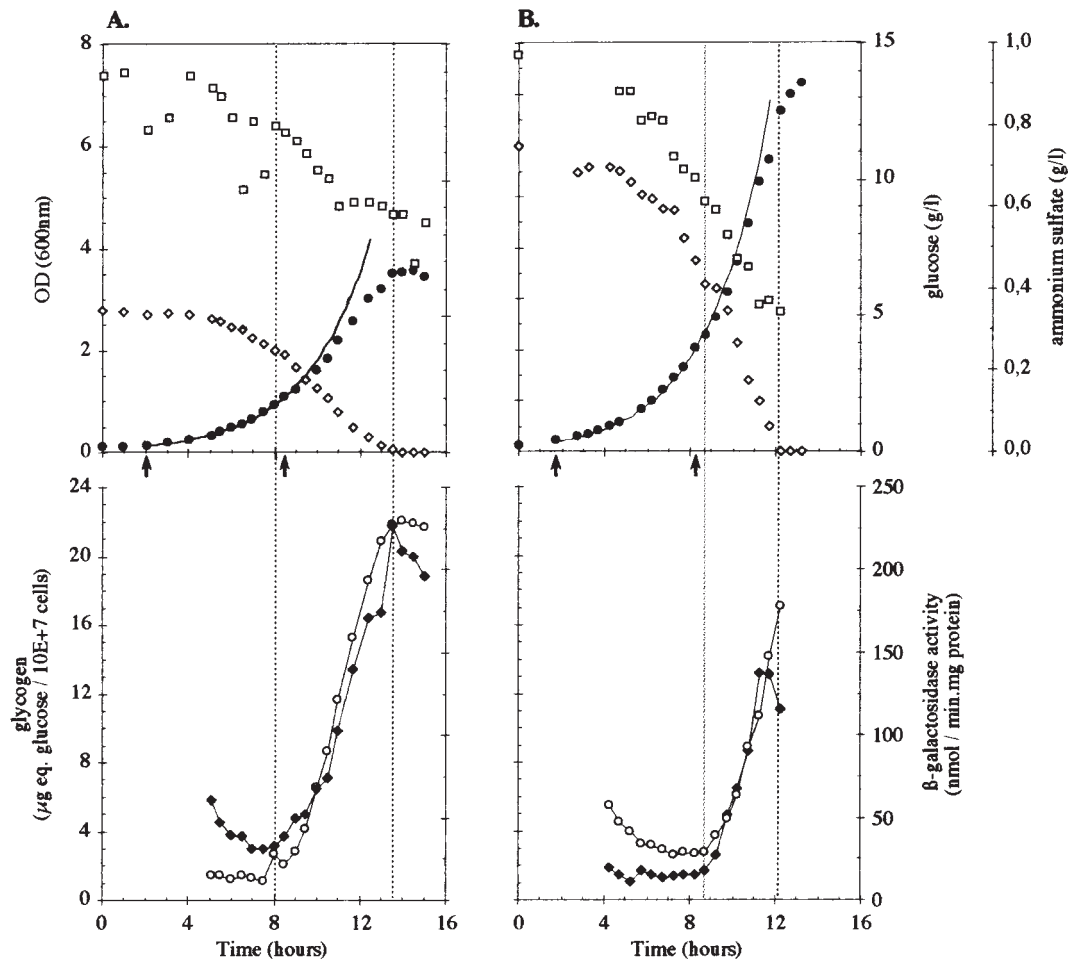 A.
B.
8
6
4
2
0
OD (600nm)
15
10
5
0
glucose (g/l)
1,0
0,8
0,6
0,4
0,2
0,0
ammonium sulfate (g/l)
0 4 8 12 16
24
20
16
12
8
4
0
glycogen
(µg eq. glucose / 10E+7 cells)
250
200
150
100
50
0
ß-galactosidase activity
(nmol / min.mg protein)
0 4 8 12 16
0 4 8 12 16
Time (hours)
Time (hours)